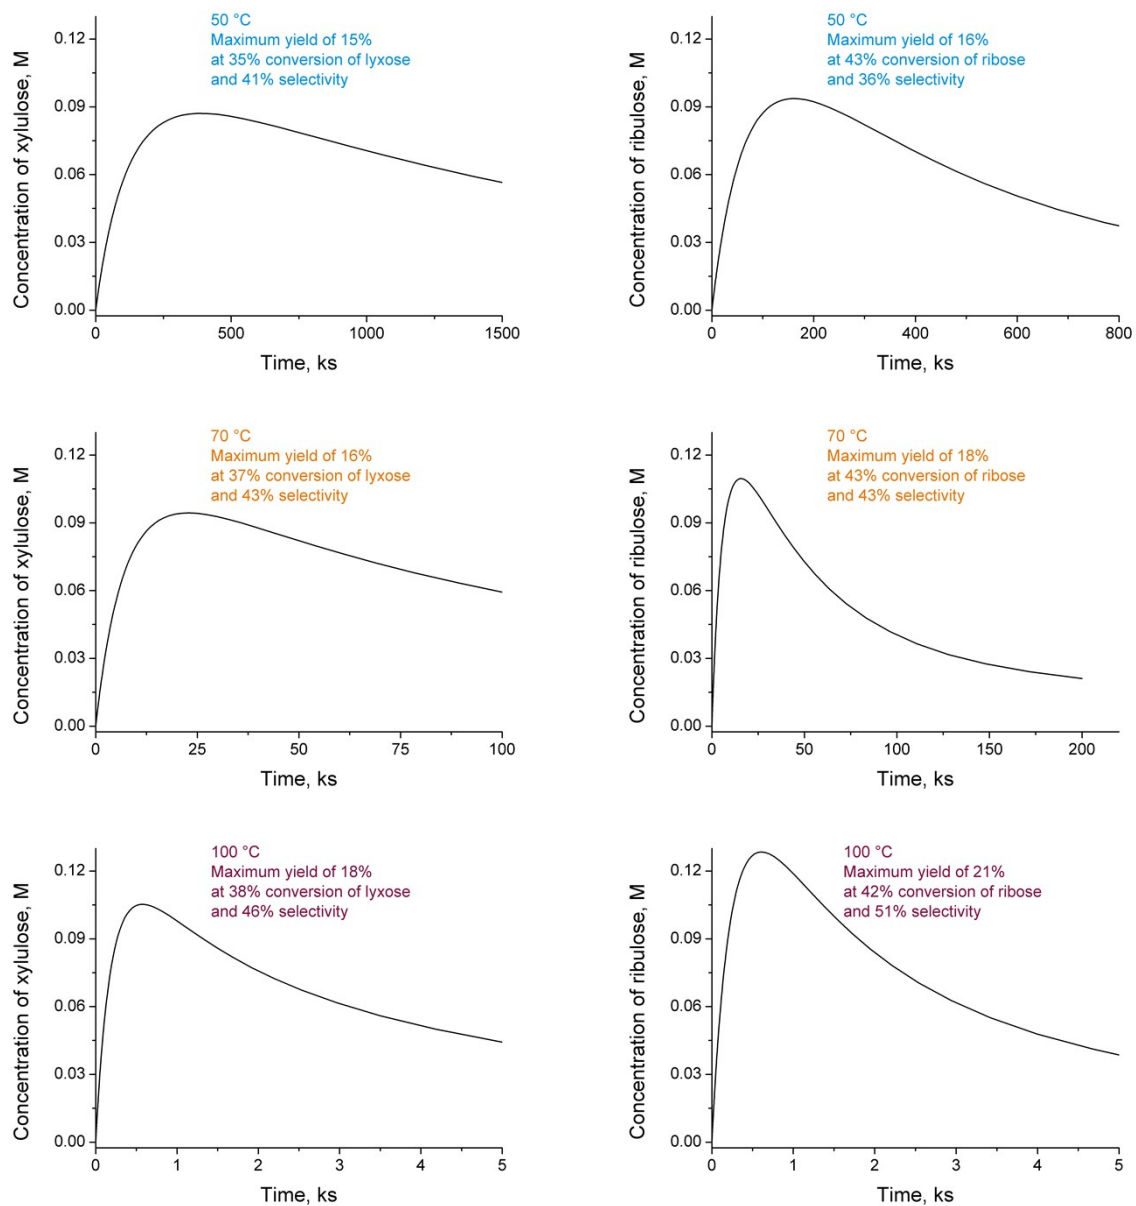 50 °C
Maximum yield of 15%
at 35% conversion of lyxose
and 41% selectivity
Concentration of xylulose, M
0.12
0.09
0.06
0.03
0.00
0 500 1000 1500
Time, ks
50 °C
Maximum yield of 16%
at 43% conversion of ribose
and 36% selectivity
Concentration of ribulose, M
0.12
0.09
0.06
0.03
0.00
0 200 400 600 800
Time, ks
70 °C
Maximum yield of 16%
at 37% conversion of lyxose
and 43% selectivity
Concentration of xylulose, M
0.12
0.09
0.06
0.03
0.00
0 25 50 75 100
Time, ks
70 °C
Maximum yield of 18%
at 43% conversion of ribose
and 43% selectivity
Concentration of ribulose, M
0.12
0.09
0.06
0.03
0.00
0 50 100 150 200
Time, ks
100 °C
Maximum yield of 18%
at 38% conversion of lyxose
and 46% selectivity
Concentration of xylulose, M
0.12
0.09
0.06
0.03
0.00
0 1 2 3 4 5
Time, ks
100 °C
Maximum yield of 21%
at 42% conversion of ribose
and 51% selectivity
Concentration of ribulose, M
0.12
0.09
0.06
0.03
0.00
0 1 2 3 4 5
Time, ks